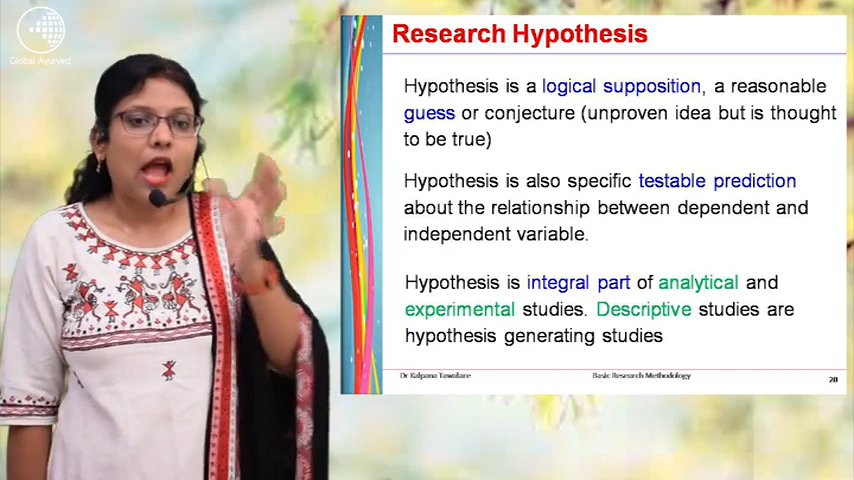 Global Ayurved
Research Hypothesis
Hypothesis is a logical supposition, a reasonable
guess or conjecture (unproven idea but is thought
to be true)
Hypothesis is also specific testable prediction
about the relationship between dependent and
independent variable.
Hypothesis is integral part of analytical and
experimental studies. Descriptive studies are
hypothesis generating studies
Dr Kalpana Tawalare Basic Research Methodology 20